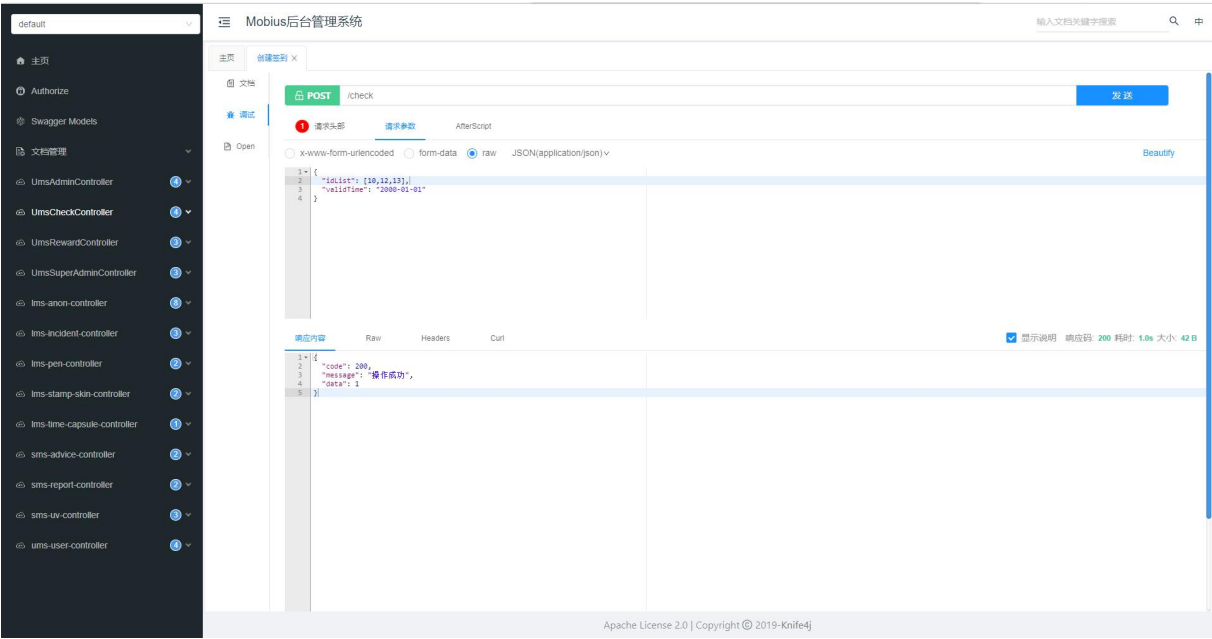 default
Mobius后台管理系统
输入文档关键字搜索
中
主页
Authorize
Swagger Models
文档管理
UmsAdminController 4
UmsCheckController 4
UmsRewardController 3
UmsSuperAdminController 3
lms-anon-controller 8
lms-incident-controller 3
lms-pen-controller 2
lms-stamp-skin-controller 2
lms-time-capsule-controller 1
sms-advice-controller 2
sms-report-controller 2
sms-uv-controller 3
ums-user-controller 4
主页 创建签到 ×
文档
调试
Open
POST /check 发 送
1 请求头部 请求参数 AfterScript
x-www-form-urlencoded form-data raw JSON(application/json) Beautify
1 {
2 "idList": [10,12,13],
3 "validTime": "2000-01-01"
4 }
响应内容 Raw Headers Curl 显示说明 响应码: 200 耗时: 1.0s 大小: 42 B
1 {
2 "code": 200,
3 "message": "操作成功",
4 "data": 1
5 }
Apache License 2.0 | Copyright © 2019-Knife4j